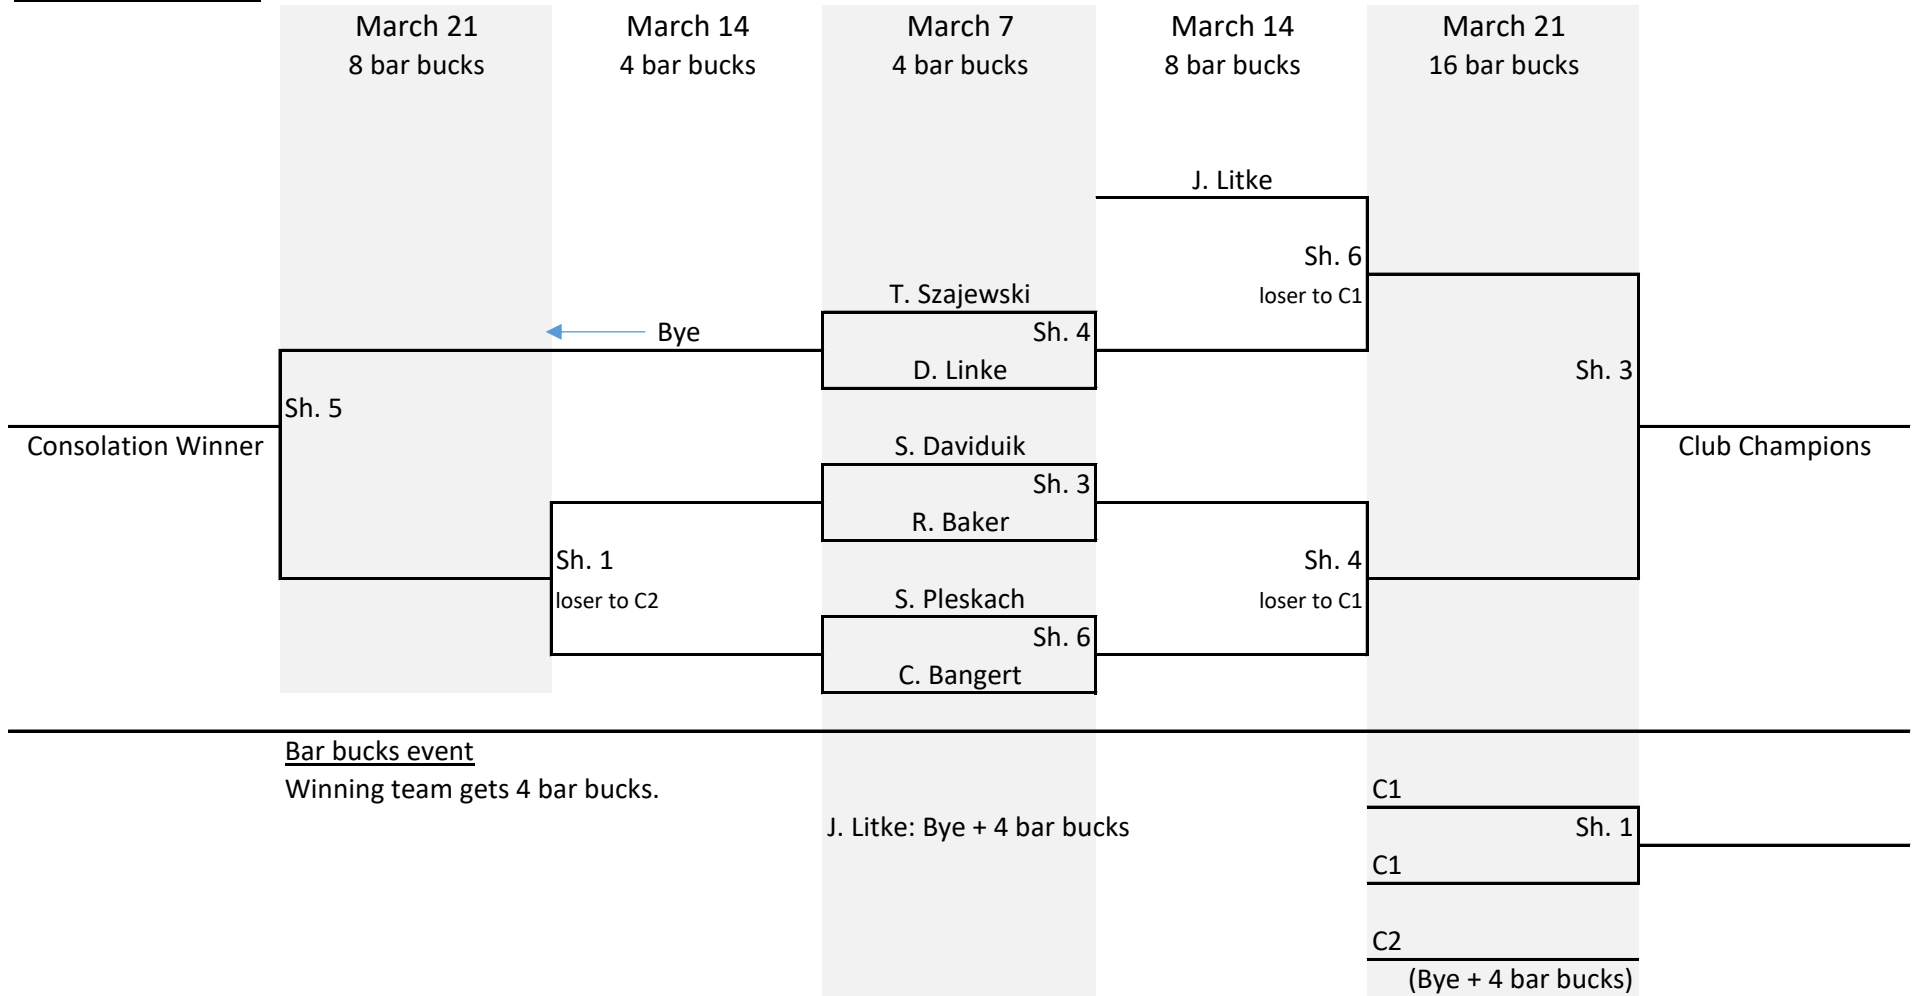 March 21 March 14 March 7 March 14 March 21
8 bar bucks 4 bar bucks 4 bar bucks 8 bar bucks 16 bar bucks
J. Litke
Sh. 6
T. Szajewski loser to C1
Bye Sh. 4
D. Linke Sh. 3
Sh. 5
Consolation Winner S. Daviduik Club Champions
Sh. 3
R. Baker
Sh. 1 Sh. 4
loser to C2 S. Pleskach loser to C1
Sh. 6
C. Bangert
Bar bucks event
Winning team gets 4 bar bucks. C1
J. Litke: Bye + 4 bar bucks Sh. 1
C1
C2
(Bye + 4 bar bucks)